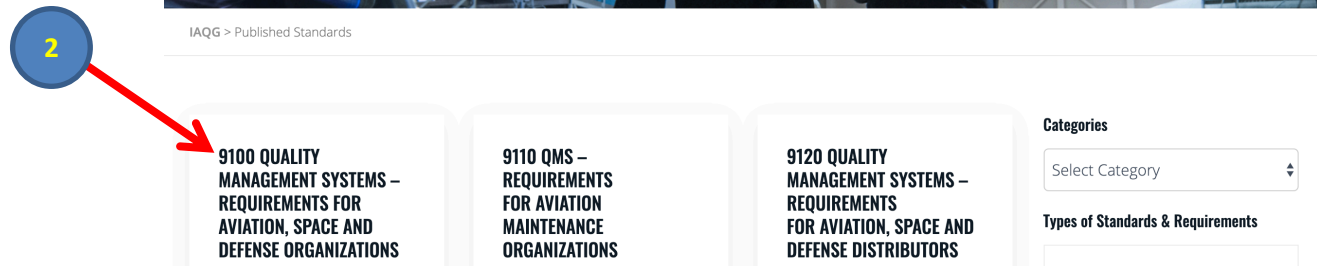 2
IAQG > Published Standards
9100 QUALITY
MANAGEMENT SYSTEMS –
REQUIREMENTS FOR
AVIATION, SPACE AND
DEFENSE ORGANIZATIONS
9110 QMS –
REQUIREMENTS
FOR AVIATION
MAINTENANCE
ORGANIZATIONS
9120 QUALITY
MANAGEMENT SYSTEMS –
REQUIREMENTS
FOR AVIATION, SPACE AND
DEFENSE DISTRIBUTORS
Categories
Select Category
Types of Standards & Requirements